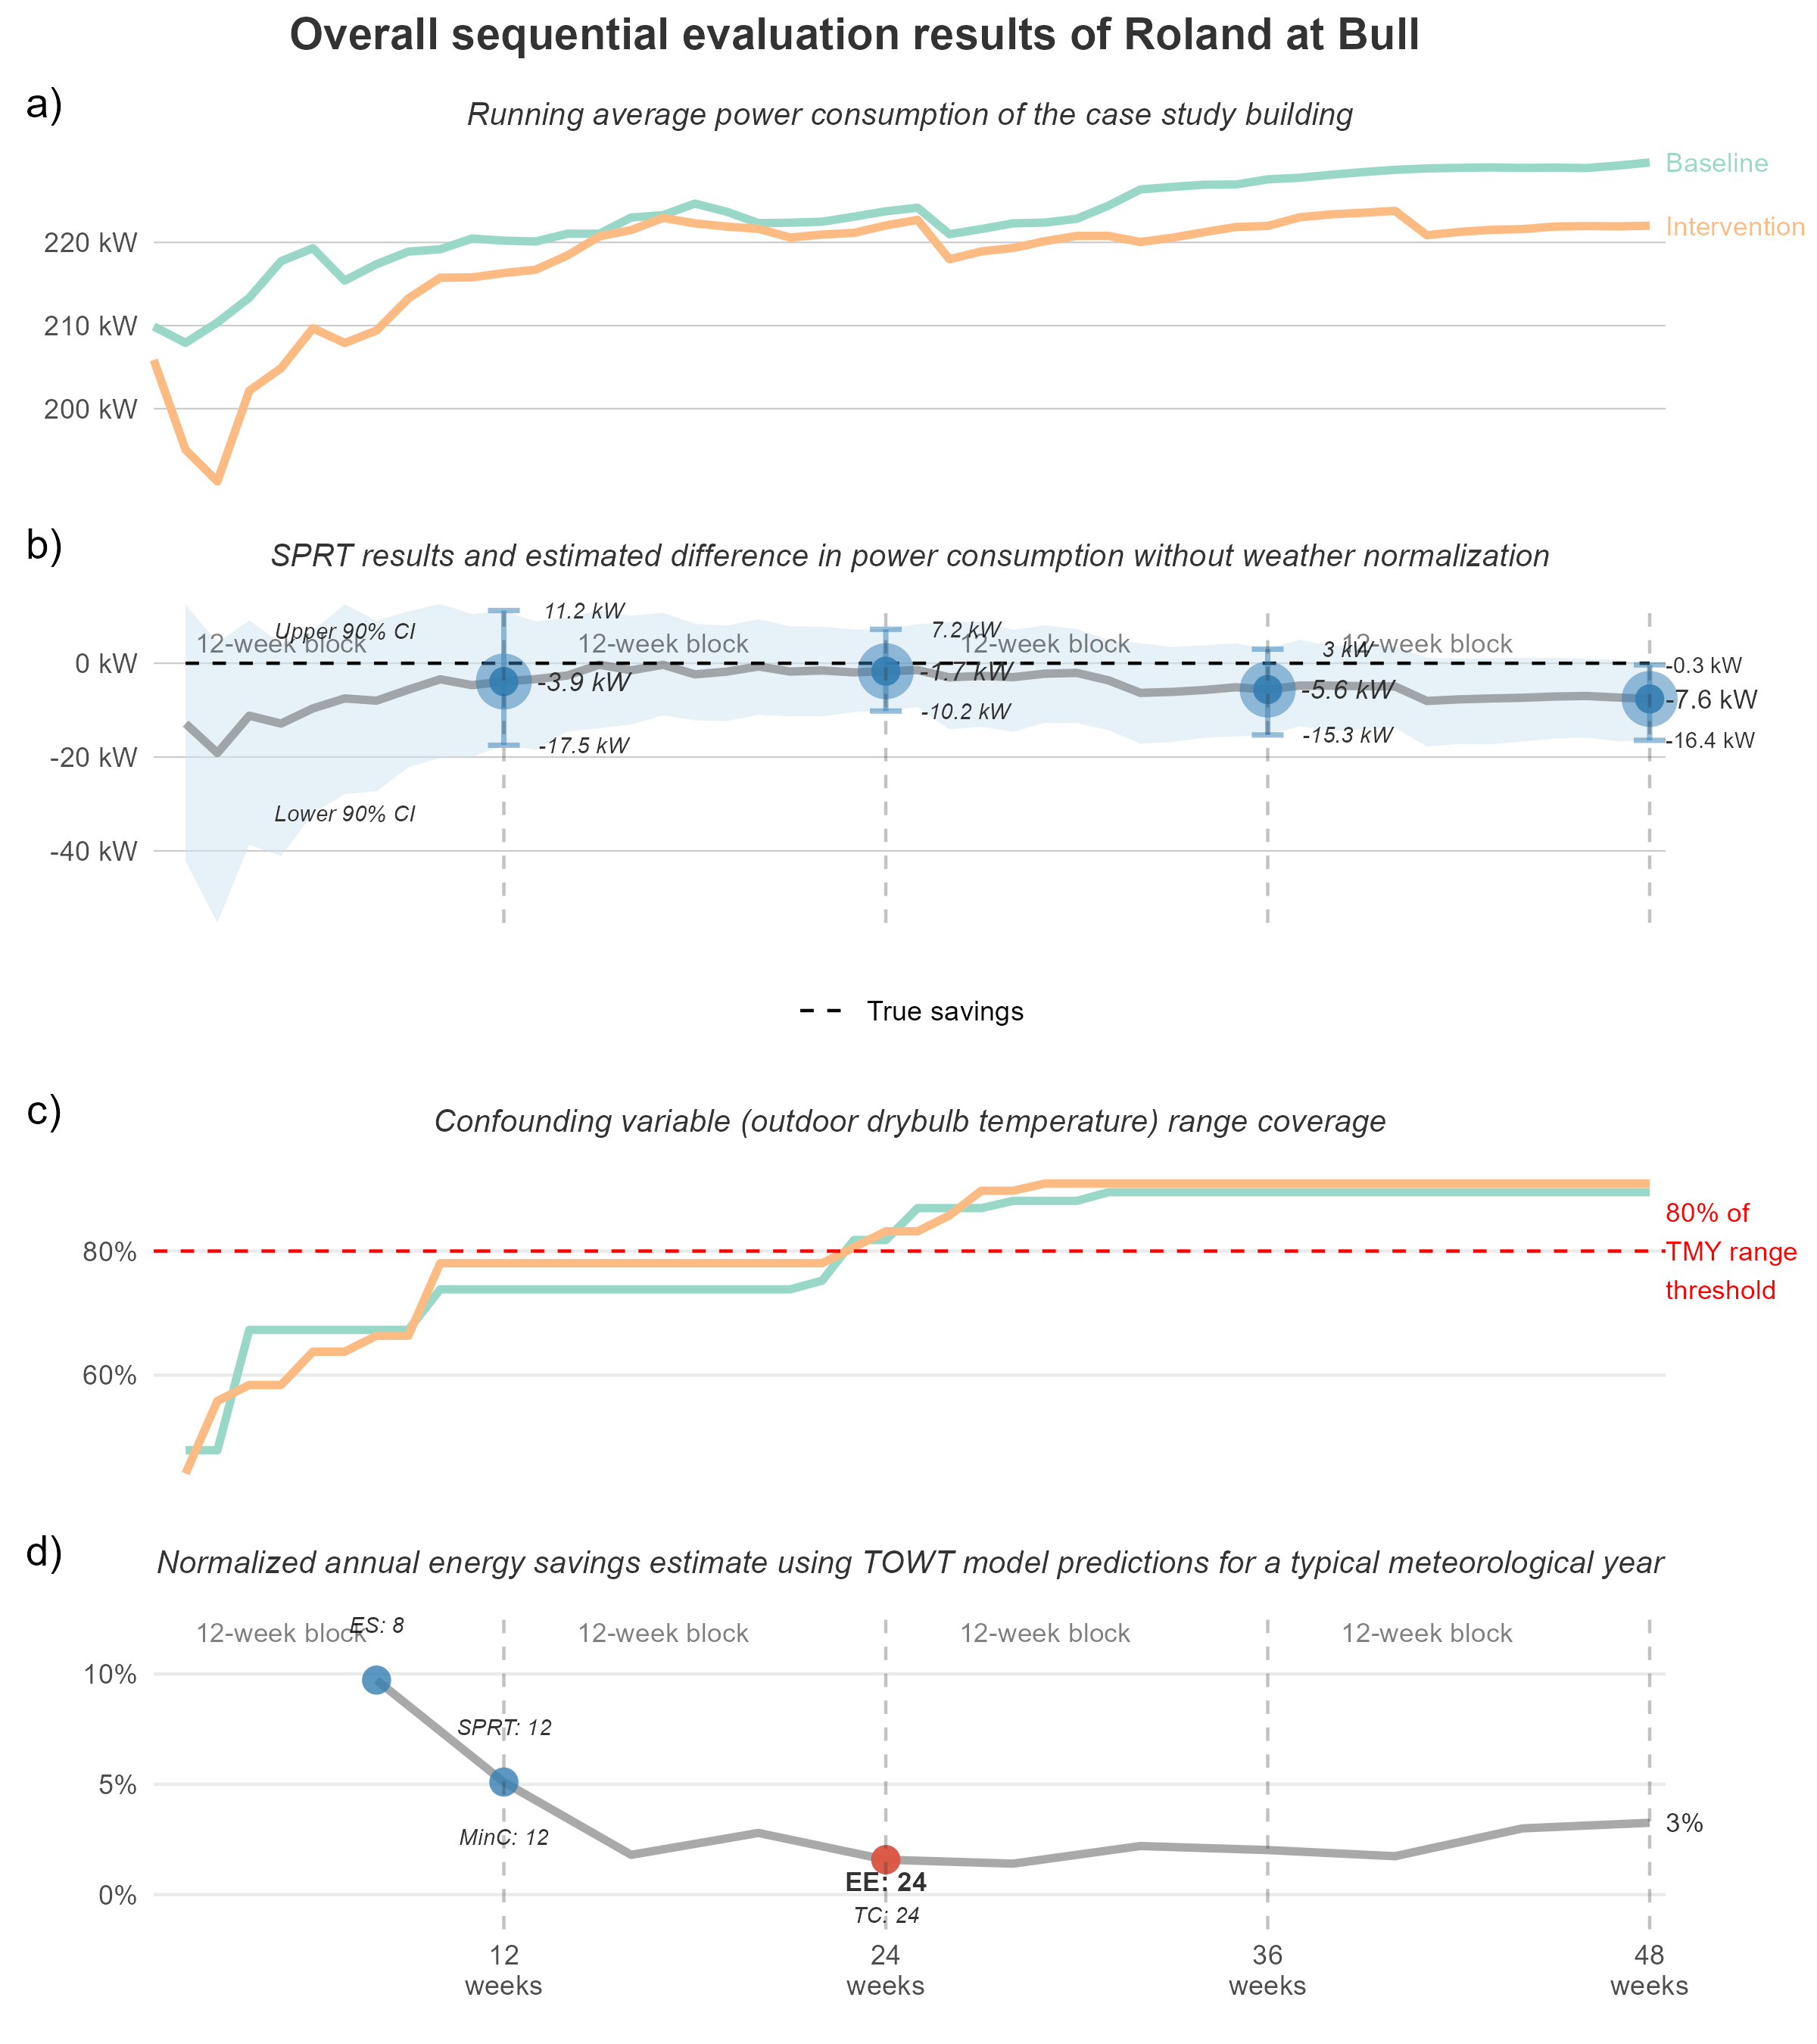 Overall sequential evaluation results of Roland at Bull
a)
Running average power consumption of the case study building
Baseline
Intervention
220 kW
210 kW
200 kW
b)
SPRT results and estimated difference in power consumption without weather normalization
11.2 kW
7.2 kW
3 kW
-0.3 kW
Upper 90% CI
12-week block
12-week block
12-week block
12-week block
0 kW
-3.9 kW
-1.7 kW
-5.6 kW
-7.6 kW
-17.5 kW
-10.2 kW
-15.3 kW
-16.4 kW
-20 kW
Lower 90% CI
-40 kW
True savings
c)
Confounding variable (outdoor drybulb temperature) range coverage
80% of
TMY range
threshold
80%
60%
d)
Normalized annual energy savings estimate using TOWT model predictions for a typical meteorological year
12-week block
ES: 8
12-week block
12-week block
12-week block
10%
SPRT: 12
5%
MinC: 12
3%
EE: 24
0%
TC: 24
12
weeks
24
weeks
36
weeks
48
weeks